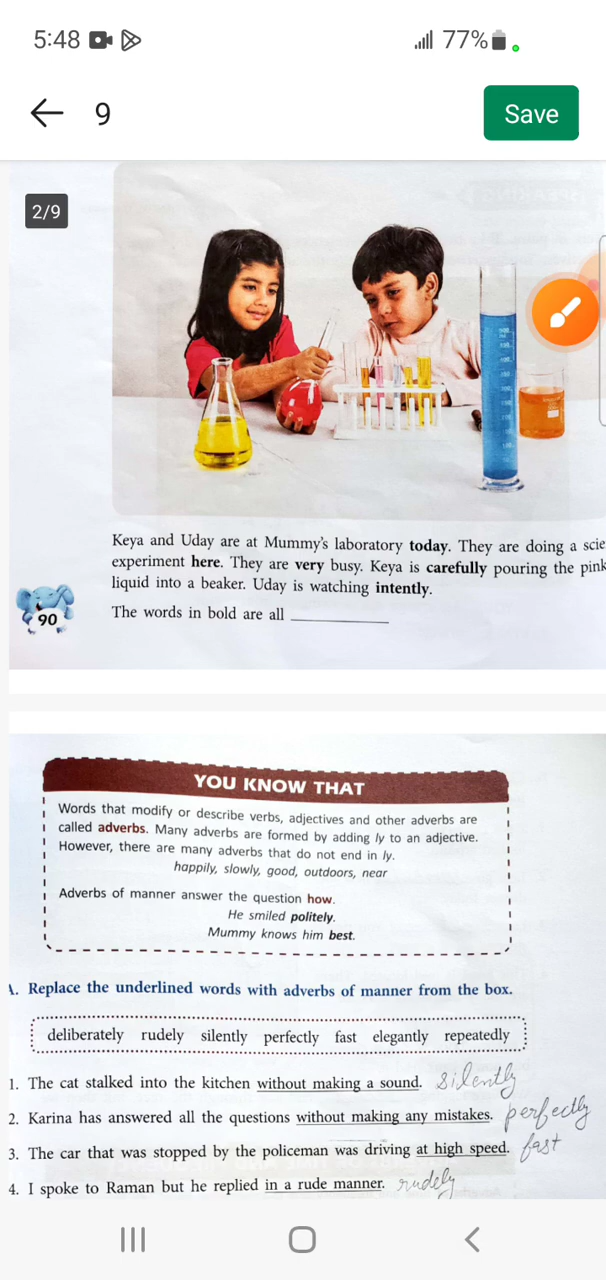 5:48
77%
9
Save
2/9
Keya and Uday are at Mummy's laboratory today. They are doing a scie
experiment here. They are very busy. Keya is carefully pouring the pink
liquid into a beaker. Uday is watching intently.
90
The words in bold are all
YOU KNOW THAT
Words that modify or describe verbs, adjectives and other adverbs are
called adverbs. Many adverbs are formed by adding ly to an adjective.
However, there are many adverbs that do not end in ly.
happily, slowly, good, outdoors, near
Adverbs of manner answer the question how.
He smiled politely.
Mummy knows him best.
A. Replace the underlined words with adverbs of manner from the box.
deliberately rudely silently perfectly fast elegantly repeatedly
1. The cat stalked into the kitchen without making a sound. silently
2. Karina has answered all the questions without making any mistakes. perfectly
3. The car that was stopped by the policeman was driving at high speed. fast
4. I spoke to Raman but he replied in a rude manner. rudely